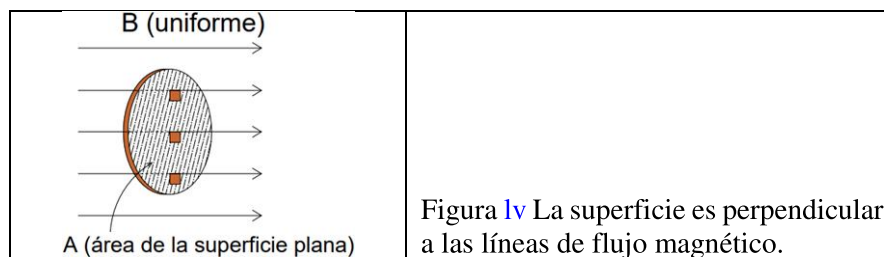 B (uniforme)
A (área de la superficie plana)
Figura lv La superficie es perpendicular
a las líneas de flujo magnético.